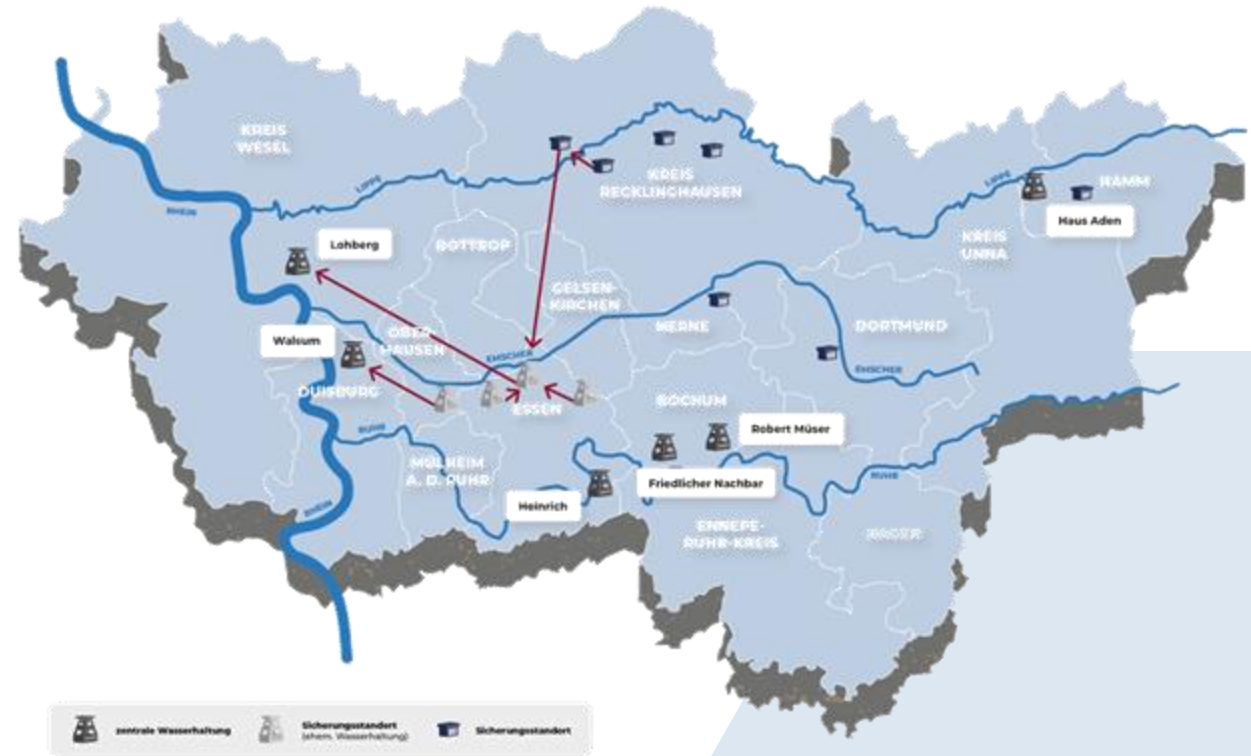 KREIS
WESEL
LIPPE
KREIS
RECKLINGHAUSEN
LIPPE
HAMM
RHEIN
Haus Aden
Lohberg
BOTTROP
KREIS
UNNA
GELSEN-
KIRCHEN
HERNE
DORTMUND
Walsum
OBER-
HAUSEN
EMSCHER
EMSCHER
DUISBURG
ESSEN
BOCHUM
RUHR
Robert Müser
MÜLHEIM
A. D. RUHR
Friedlicher Nachbar
RUHR
Heinrich
RHEIN
ENNEPE-
RUHR-KREIS
HAGEN
zentrale Wasserhaltung
Sicherungsstandort
(ehem. Wasserhaltung)
Sicherungsstandort